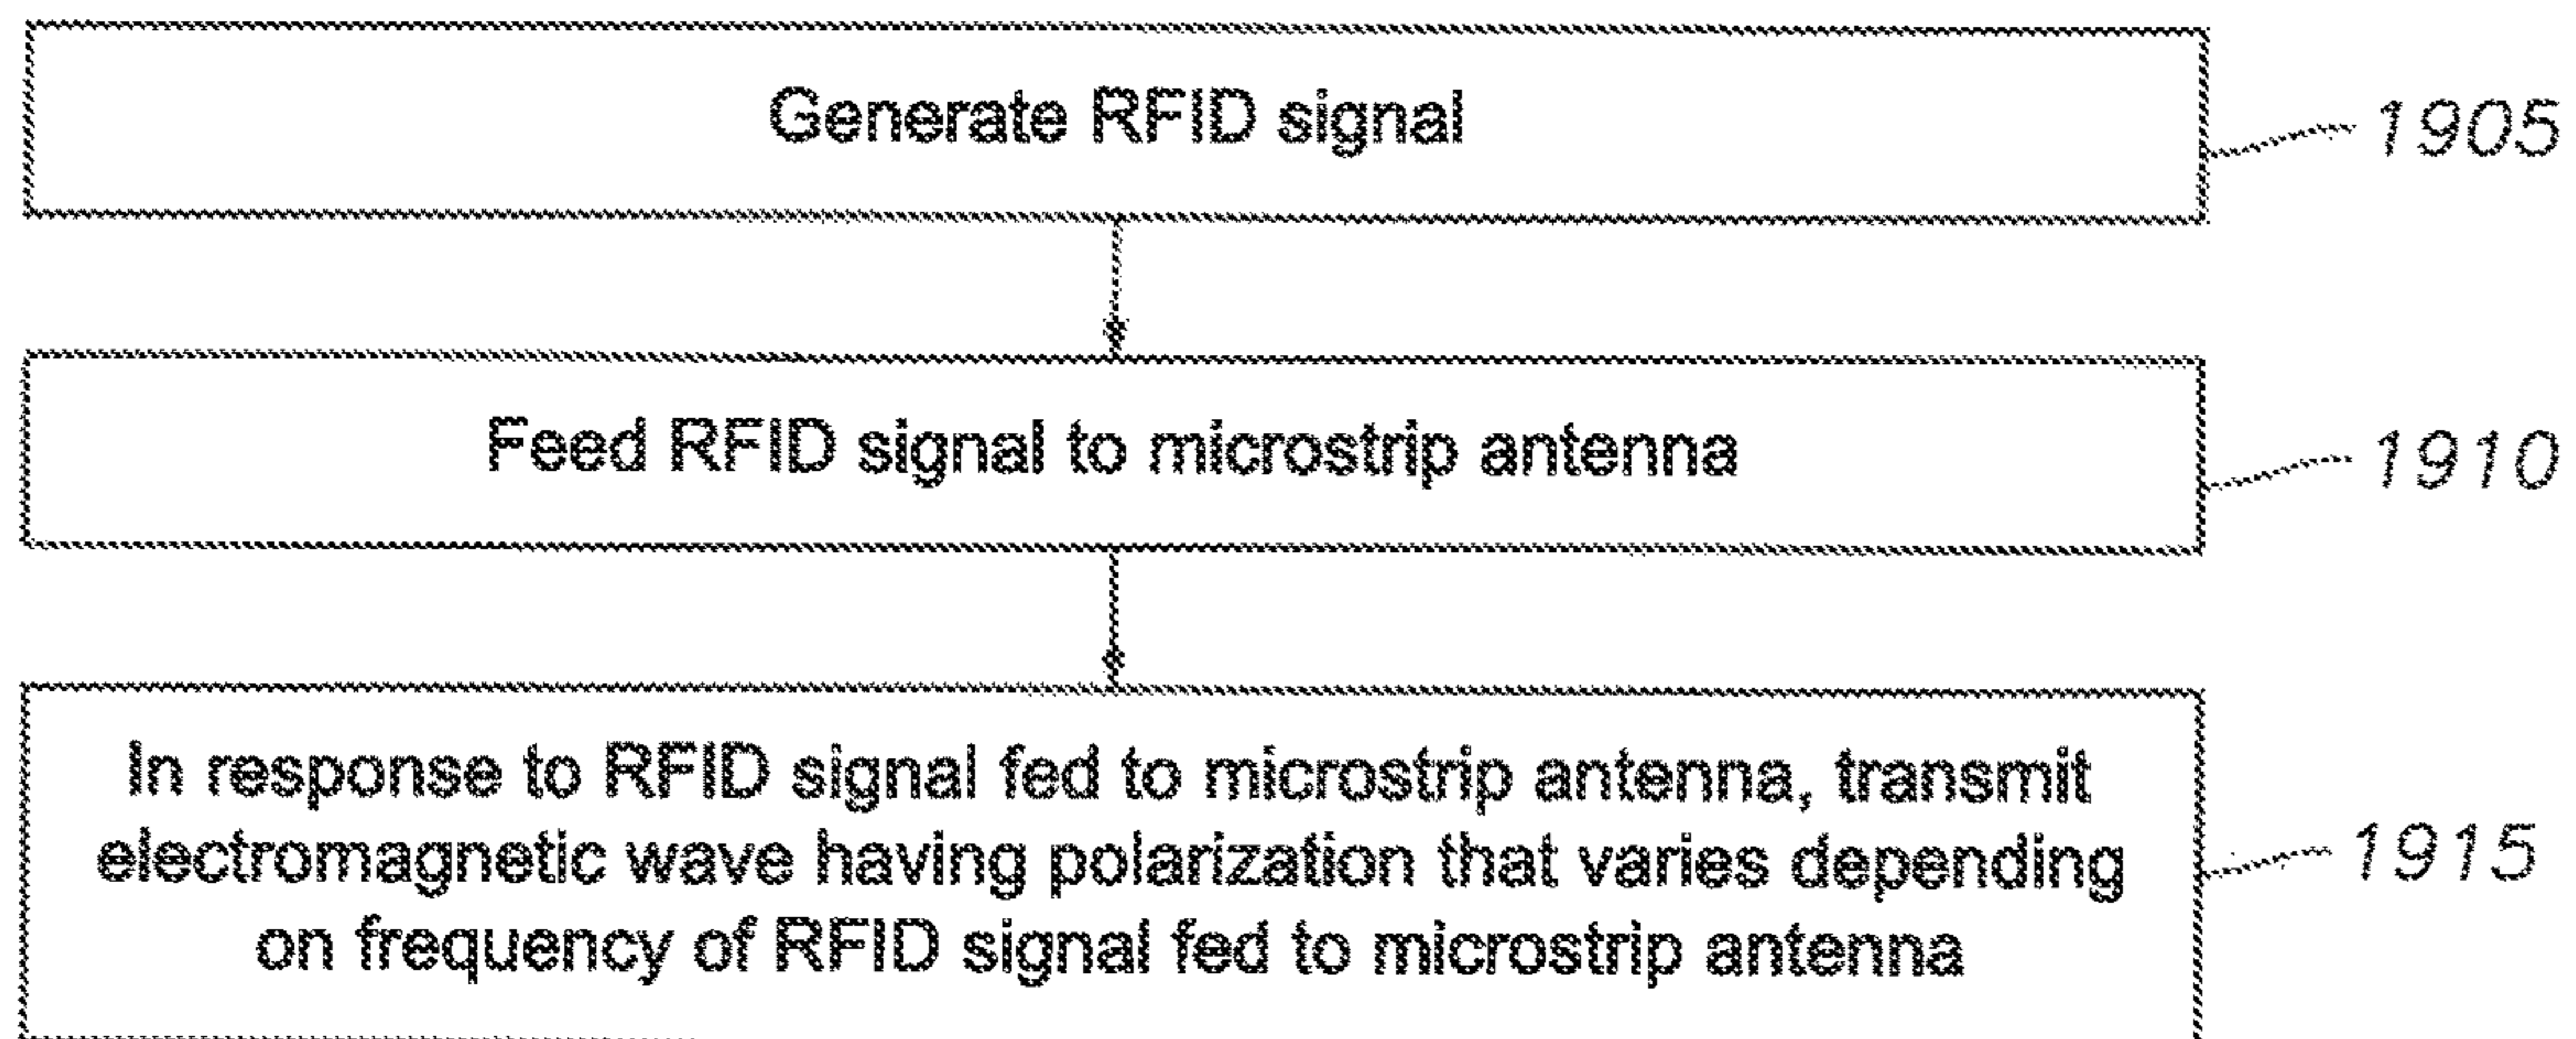 Generate RFID signal
1905
Feed RFID signal to microstrip antenna
1910
In response to RFID signal fed to microstrip antenna, transmit
electromagnetic wave having polarization that varies depending
on frequency of RFID signal fed to microstrip antenna
1915